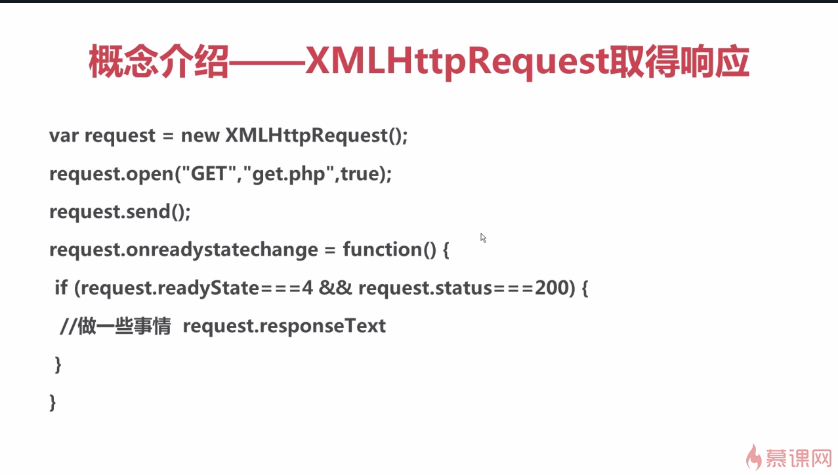 概念介绍——XMLHttpRequest取得响应
var request = new XMLHttpRequest();
request.open("GET","get.php",true);
request.send();
request.onreadystatechange = function() {
if (request.readyState===4 && request.status===200) {
//做一些事情 request.responseText
}
}
慕课网